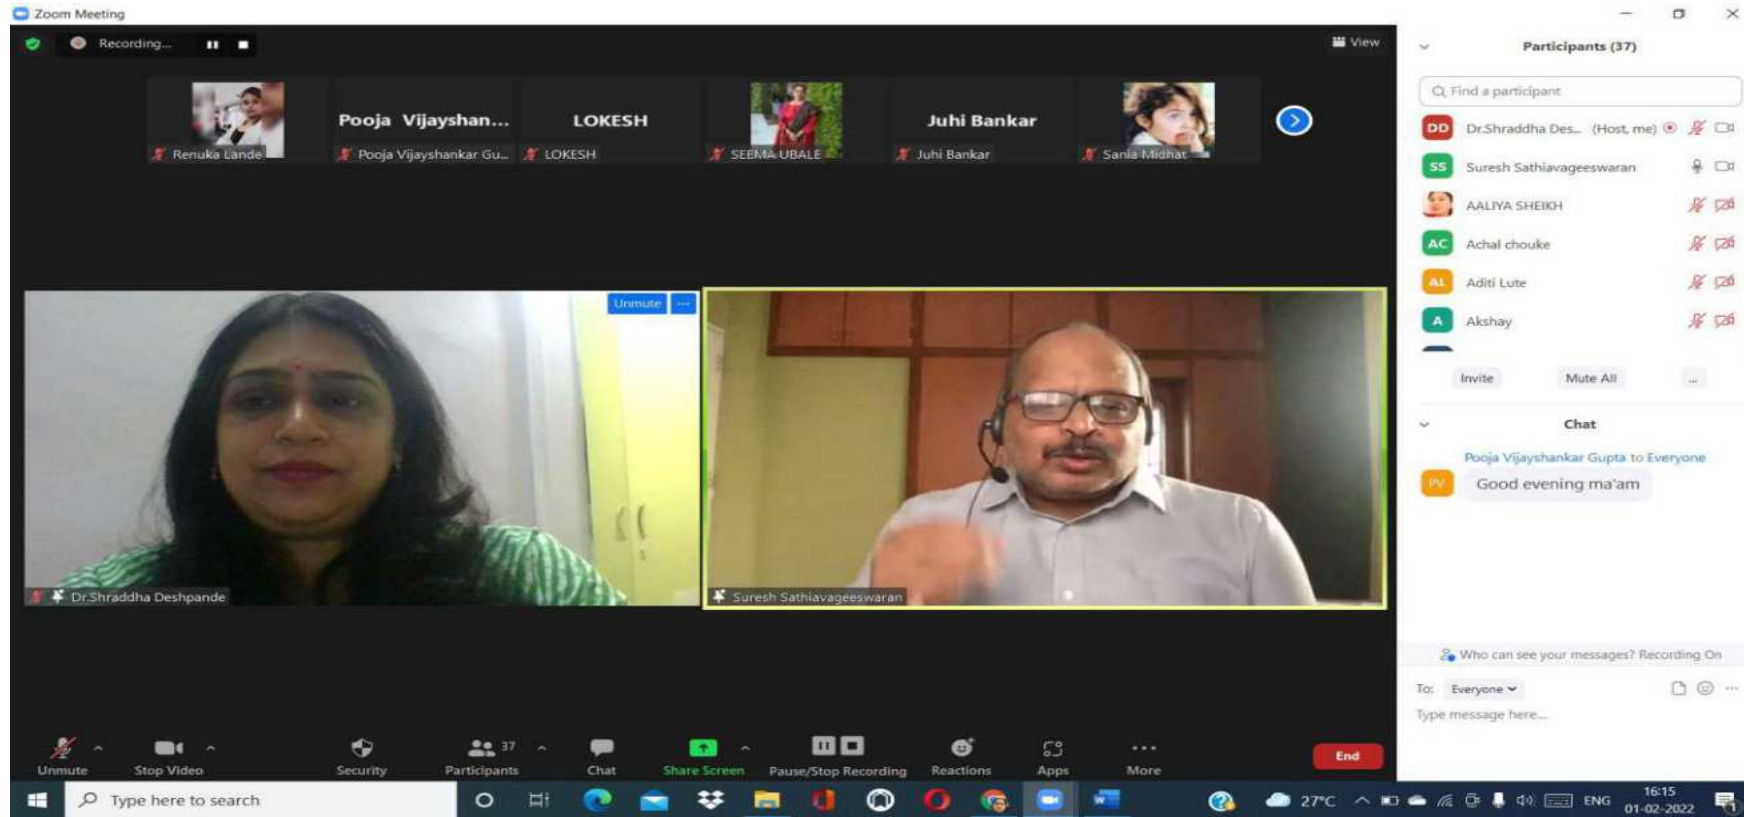 Zoom Meeting
Recording...
View
Pooja Vijayshan...
LOKESH
Juhi Bankar
Renuka Lande
Pooja Vijayshankar Gu...
LOKESH
SEEMA UBALE
Juhi Bankar
Sania Midhat
Unmute
...
Dr.Shraddha Deshpande
Suresh Sathiavageeswaran
Participants (37)
Find a participant
DD Dr.Shraddha Des... (Host, me)
SS Suresh Sathiavageeswaran
AALIYA SHEIKH
AC Achal chouke
AL Aditi Lute
A Akshay
Invite Mute All ...
Chat
Pooja Vijayshankar Gupta to Everyone
PV Good evening ma'am
Who can see your messages? Recording On
To: Everyone
Type message here...
37
Unmute Stop Video Security Participants Chat Share Screen Pause/Stop Recording Reactions Apps More End
Type here to search
27°C ENG 16:15
01-02-2022
1